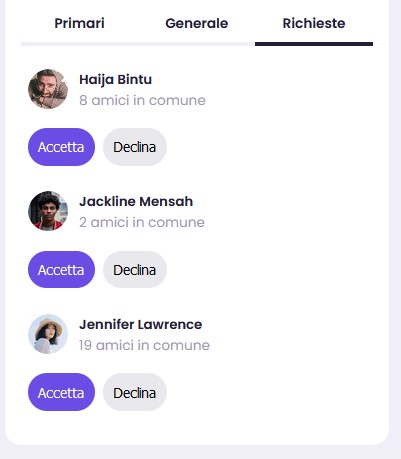 Primari Generale Richieste
Haija Bintu
8 amici in comune
Accetta Declina
Jackline Mensah
2 amici in comune
Accetta Declina
Jennifer Lawrence
19 amici in comune
Accetta Declina